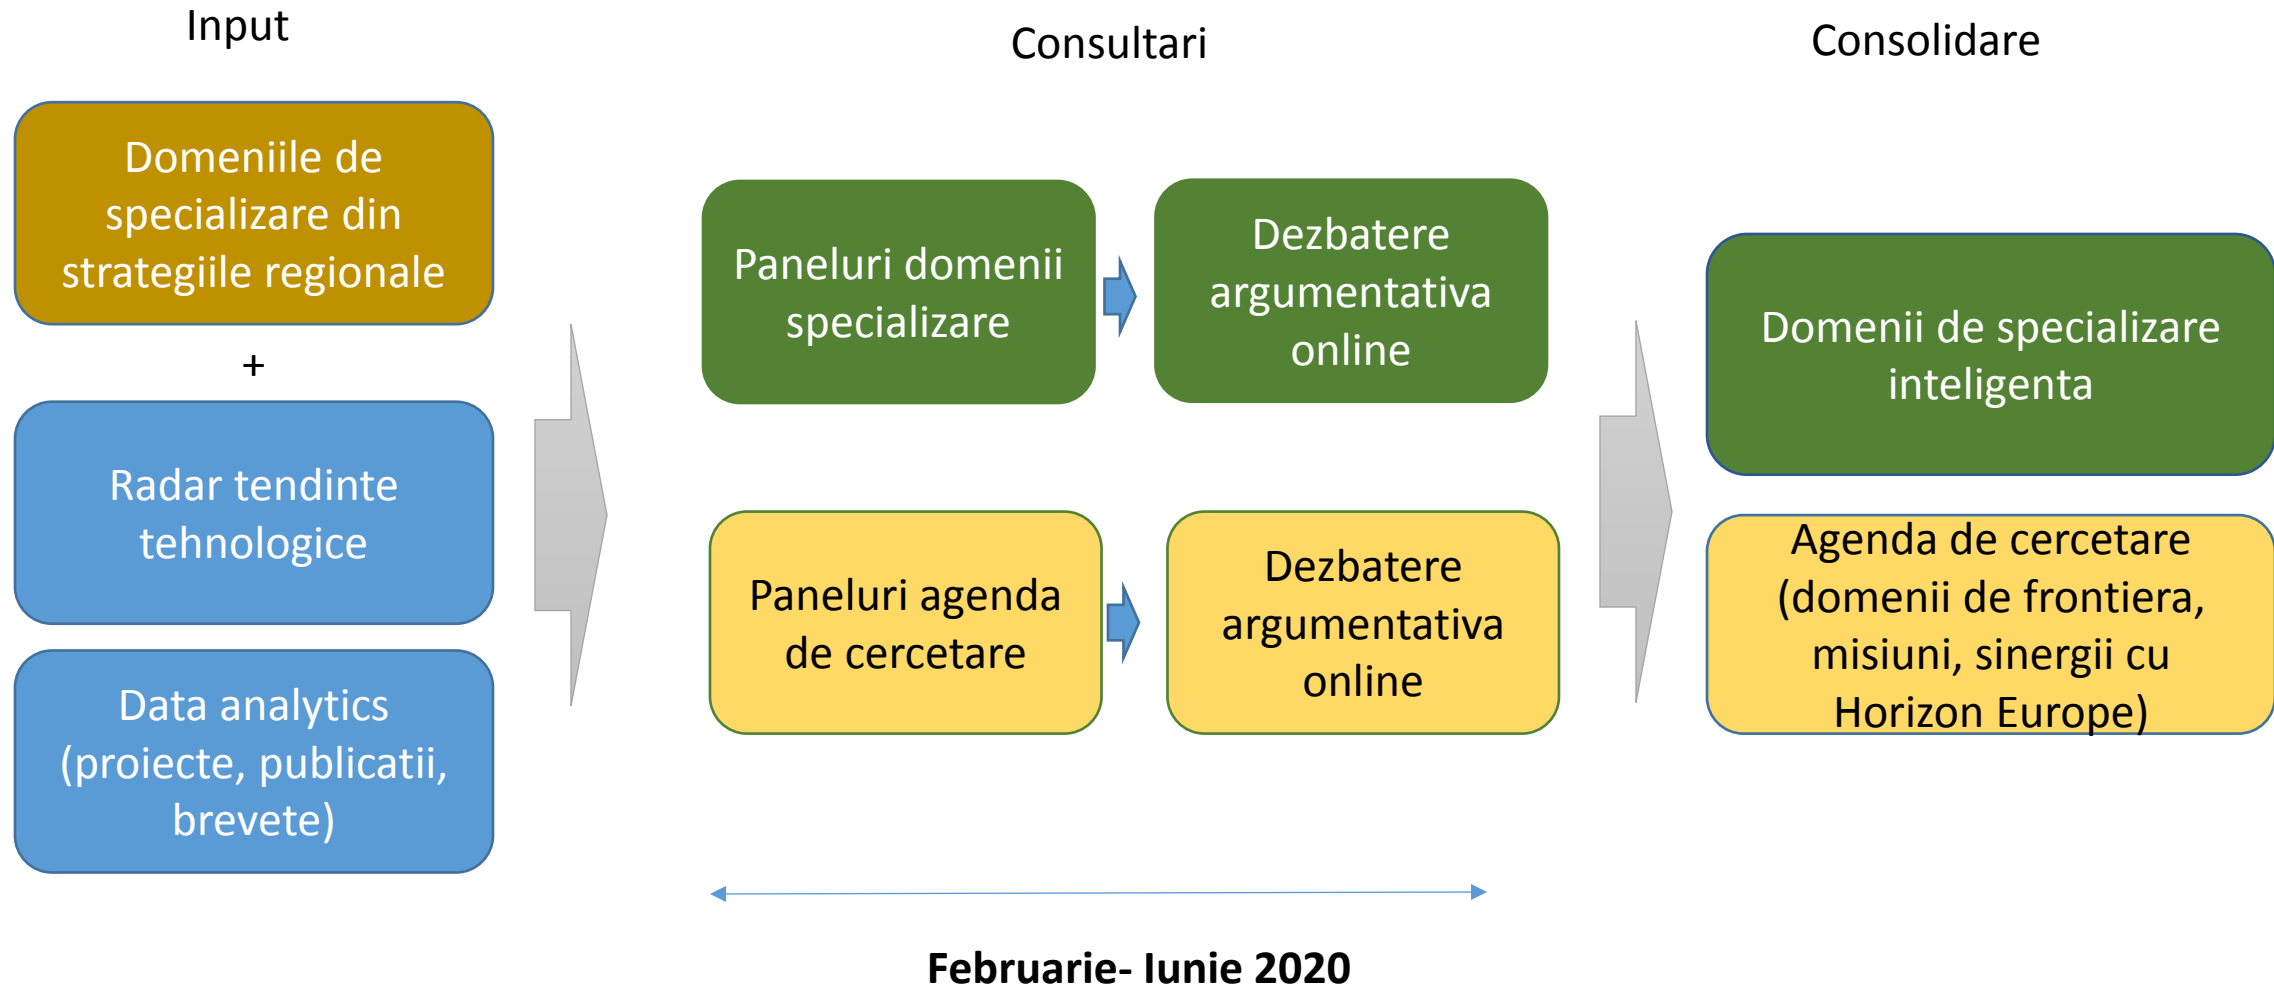 Input
Consultari
Consolidare
Domeniile de
specializare din
strategiile regionale
+
Radar tendinte
tehnologice
Data analytics
(proiecte, publicatii,
brevete)
Paneluri domenii
specializare
Dezbatere
argumentativa
online
Paneluri agenda
de cercetare
Dezbatere
argumentativa
online
Domenii de specializare
inteligenta
Agenda de cercetare
(domenii de frontiera,
misiuni, sinergii cu
Horizon Europe)
Februarie- Iunie 2020